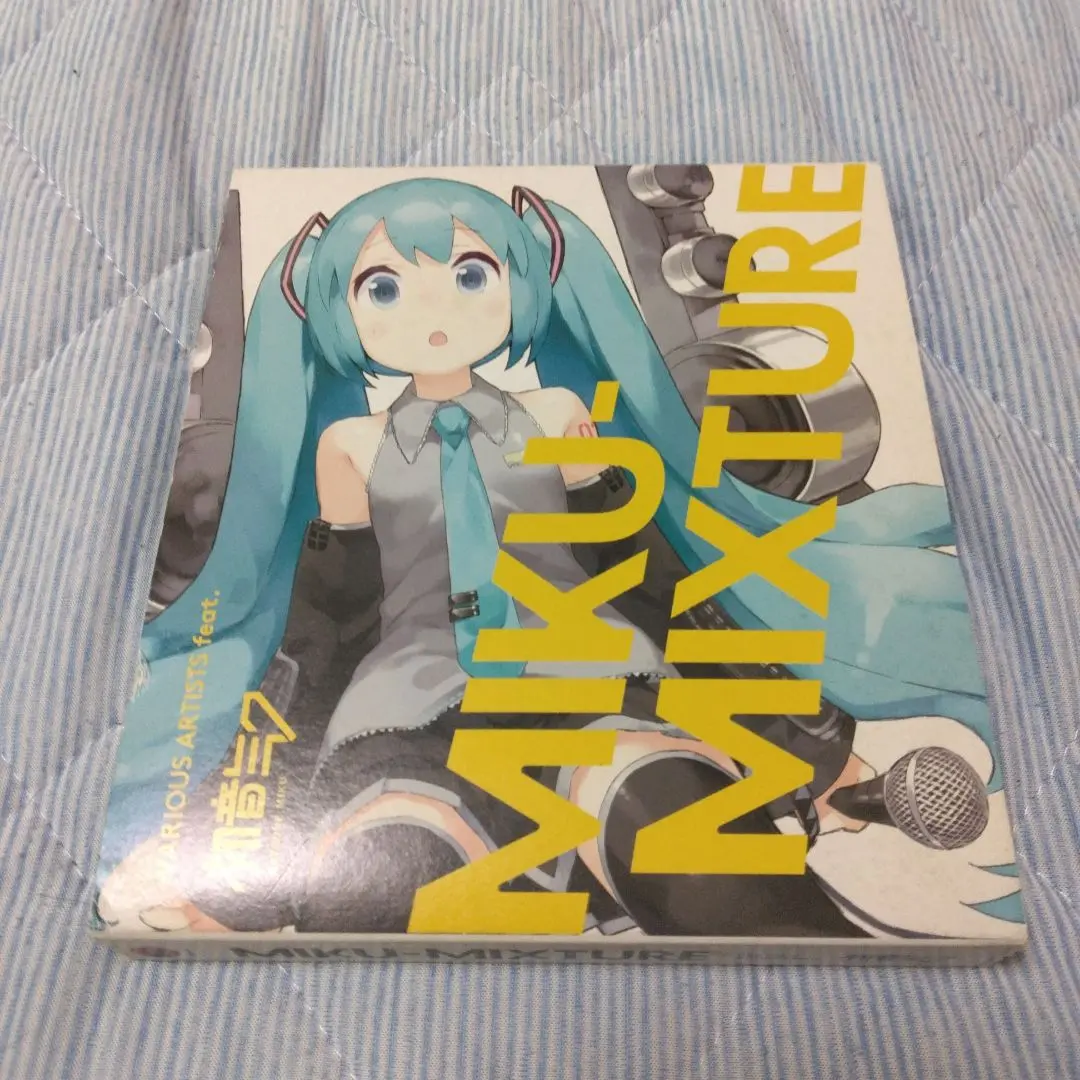 MIKU-
MIXTURE
VARIOUS ARTISTS feat.
初音ミク
MIKU-MIXTURE